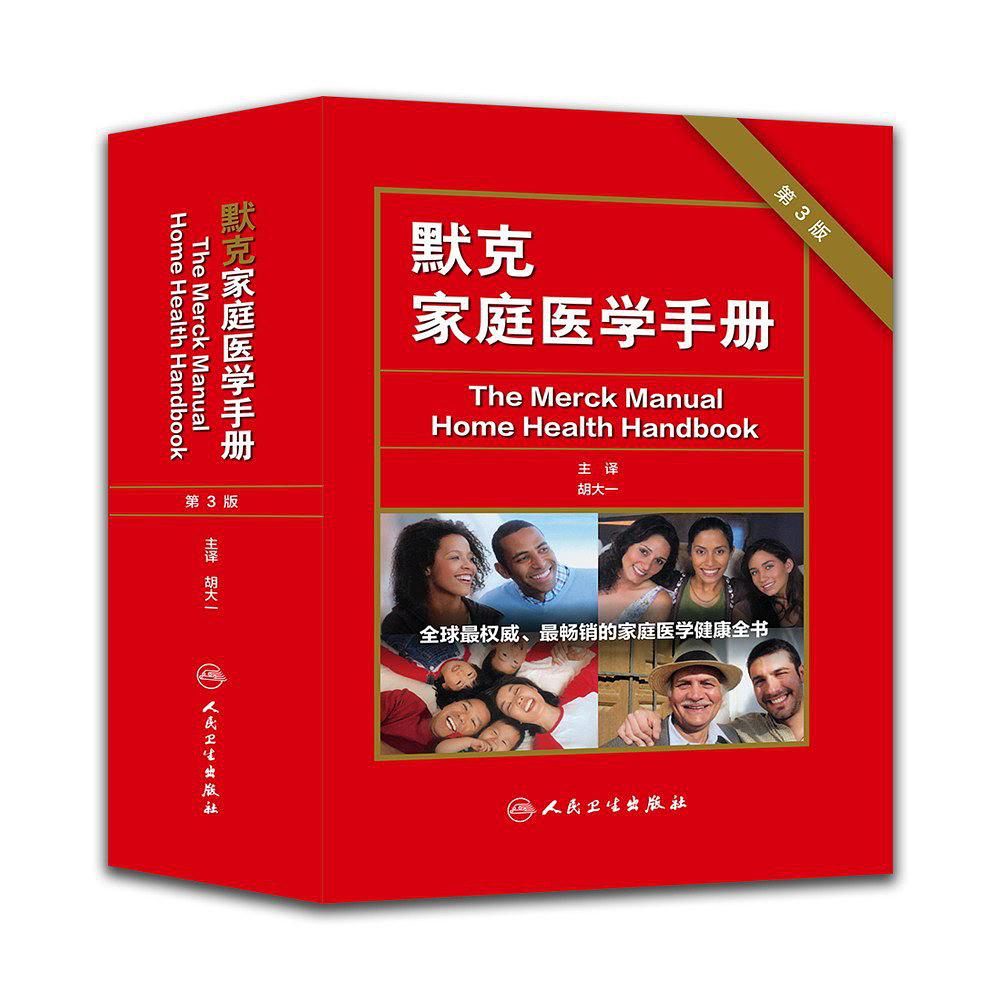 默克家庭医学手册
The Merck Manual
Home Health Handbook
第3版
主译 胡大一
人民卫生出版社
第3版
默克
家庭医学手册
The Merck Manual
Home Health Handbook
主 译
胡大一
全球最权威、最畅销的家庭医学健康全书
人民卫生出版社